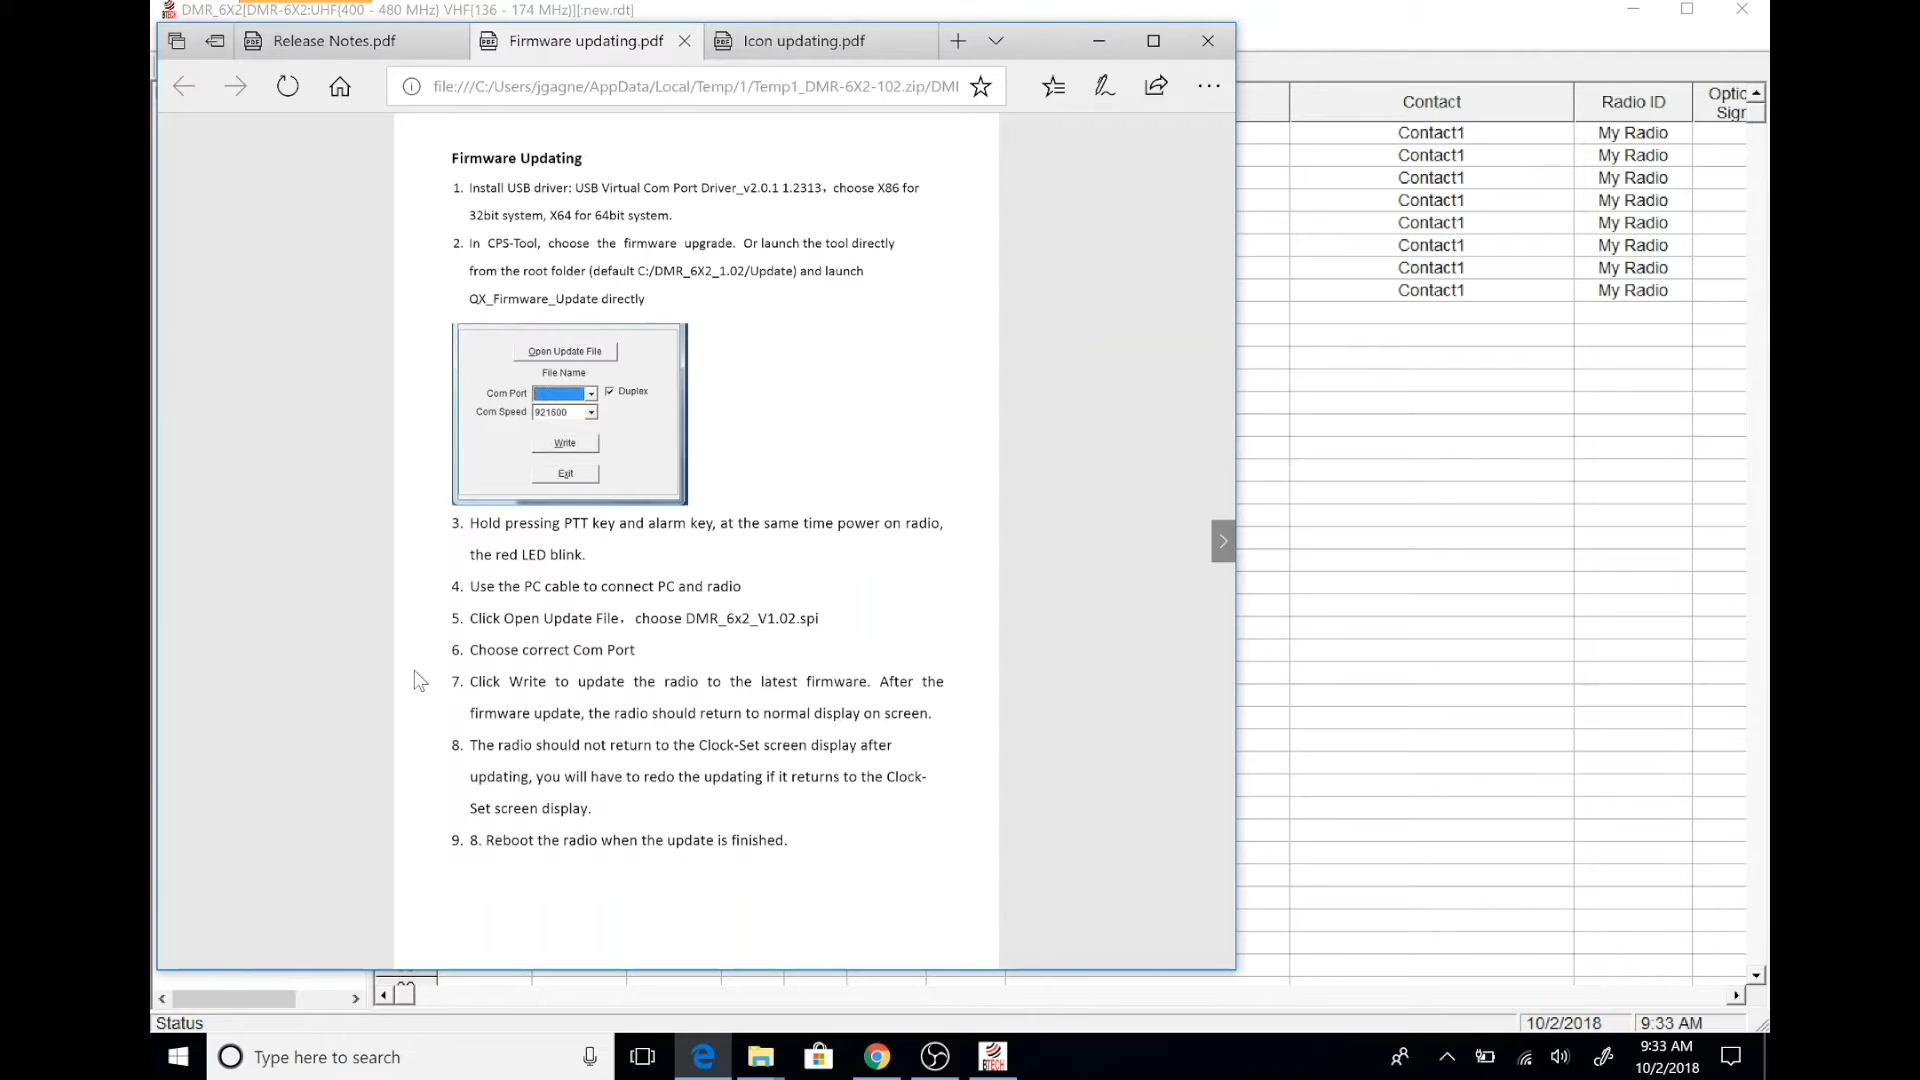 DMR_6X2[DMR-6X2:UHF{400 - 480 MHz} VHF{136 - 174 MHz}][:new.rdt]
Release Notes.pdf
Firmware updating.pdf
Icon updating.pdf
file:///C:/Users/jgagne/AppData/Local/Temp/1/Temp1_DMR-6X2-102.zip/DMI
Contact
Radio ID
Optic
Sigr
Contact1 My Radio
Contact1 My Radio
Contact1 My Radio
Contact1 My Radio
Contact1 My Radio
Contact1 My Radio
Contact1 My Radio
Contact1 My Radio
Firmware Updating
1. Install USB driver: USB Virtual Com Port Driver_v2.0.1 1.2313，choose X86 for
32bit system, X64 for 64bit system.
2. In CPS-Tool, choose the firmware upgrade. Or launch the tool directly
from the root folder (default C:/DMR_6X2_1.02/Update) and launch
QX_Firmware_Update directly
Open Update File
File Name
Com Port
Duplex
Com Speed 921600
Write
Exit
3. Hold pressing PTT key and alarm key, at the same time power on radio,
the red LED blink.
4. Use the PC cable to connect PC and radio
5. Click Open Update File，choose DMR_6x2_V1.02.spi
6. Choose correct Com Port
7. Click Write to update the radio to the latest firmware. After the
firmware update, the radio should return to normal display on screen.
8. The radio should not return to the Clock-Set screen display after
updating, you will have to redo the updating if it returns to the Clock-
Set screen display.
9. 8. Reboot the radio when the update is finished.
Status
10/2/2018
9:33 AM
Type here to search
BTECH
9:33 AM
10/2/2018